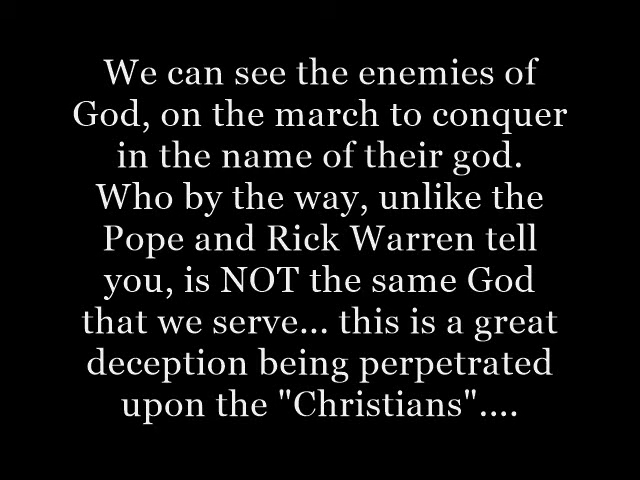 We can see the enemies of
God, on the march to conquer
in the name of their god.
Who by the way, unlike the
Pope and Rick Warren tell
you, is NOT the same God
that we serve... this is a great
deception being perpetrated
upon the "Christians"....